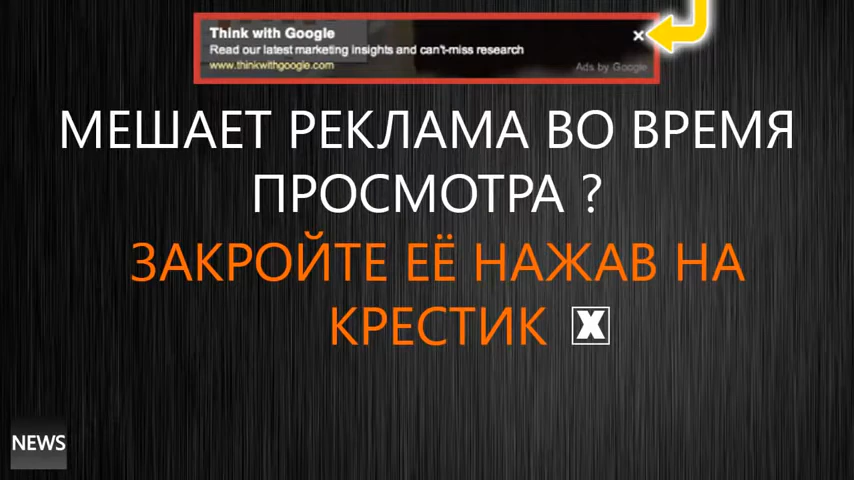 Think with Google
Read our latest marketing insights and can't-miss research
www.thinkwithgoogle.com
Ads by Google
МЕШАЕТ РЕКЛАМА ВО ВРЕМЯ
ПРОСМОТРА ?
ЗАКРОЙТЕ ЕЁ НАЖАВ НА
КРЕСТИК X
NEWS